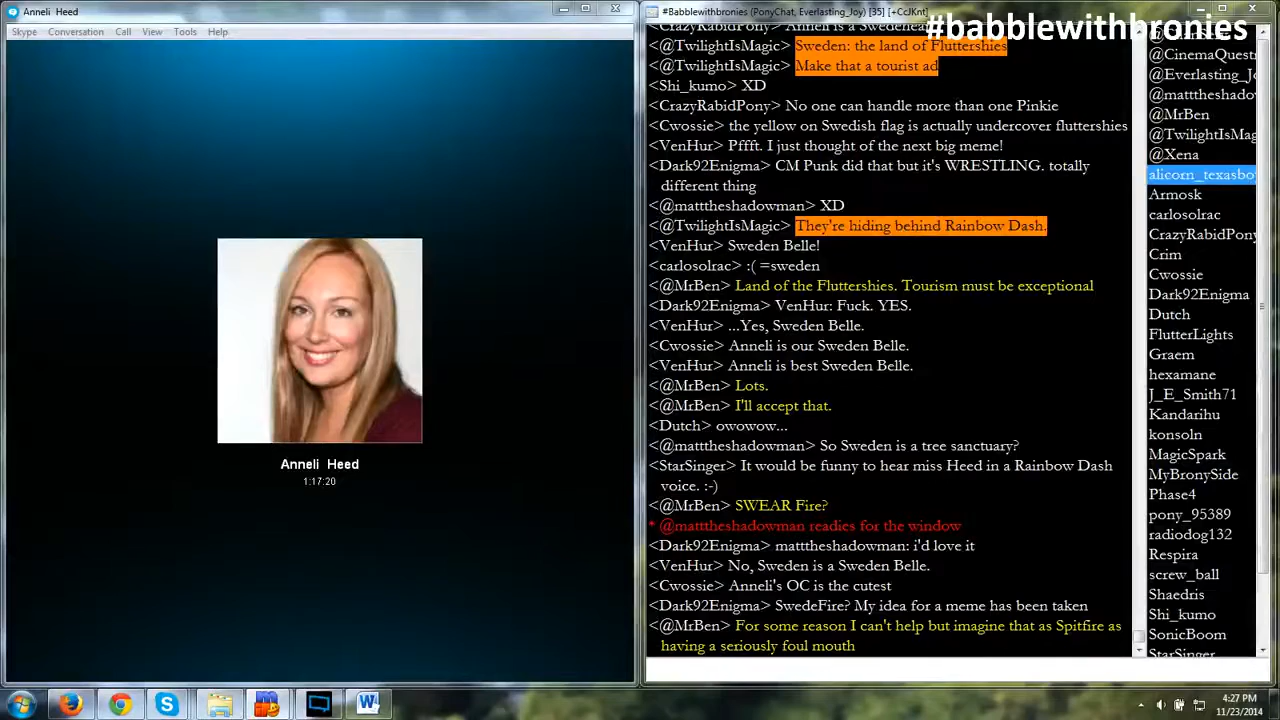 Anneli Heed
Skype Conversation Call View Tools Help
Anneli Heed
1:17:20
#Babblewithbronies (PonyChat, Everlasting_Joy) [35] [+CcJKnt]
#babblewithbronies
<@TwilightIsMagic> Sweden: the land of Fluttershies
<@TwilightIsMagic> Make that a tourist ad
<Shi_kumo> XD
<CrazyRabidPony> No one can handle more than one Pinkie
<Cwossie> the yellow on Swedish flag is actually undercover fluttershies
<VenHur> Pffft. I just thought of the next big meme!
<Dark92Enigma> CM Punk did that but it's WRESTLING. totally
different thing
<@matttheshadowman> XD
<@TwilightIsMagic> They're hiding behind Rainbow Dash.
<VenHur> Sweden Belle!
<carlosolrac> :( =sweden
<@MrBen> Land of the Fluttershies. Tourism must be exceptional
<Dark92Enigma> VenHur: Fuck. YES.
<VenHur> ...Yes, Sweden Belle.
<Cwossie> Anneli is our Sweden Belle.
<VenHur> Anneli is best Sweden Belle.
<@MrBen> Lots.
<@MrBen> I'll accept that.
<Dutch> owowow...
<@matttheshadowman> So Sweden is a tree sanctuary?
<StarSinger> It would be funny to hear miss Heed in a Rainbow Dash
voice. :-)
<@MrBen> SWEAR Fire?
* @matttheshadowman readies for the window
<Dark92Enigma> matttheshadowman: i'd love it
<VenHur> No, Sweden is a Sweden Belle.
<Cwossie> Anneli's OC is the cutest
<Dark92Enigma> SwedeFire? My idea for a meme has been taken
<@MrBen> For some reason I can't help but imagine that as Spitfire as
having a seriously foul mouth
@CinemaQuest
@Everlasting_Jo
@matttheshadow
@MrBen
@TwilightIsMag
@Xena
alicorn_texasbo
Armosk
carlosolrac
CrazyRabidPony
Crim
Cwossie
Dark92Enigma
Dutch
FlutterLights
Graem
hexamane
J_E_Smith71
Kandarihu
konsoln
MagicSpark
MyBronySide
Phase4
pony_95389
radiodog132
Respira
screw_ball
Shaedris
Shi_kumo
SonicBoom
StarSinger
4:27 PM
11/23/2014